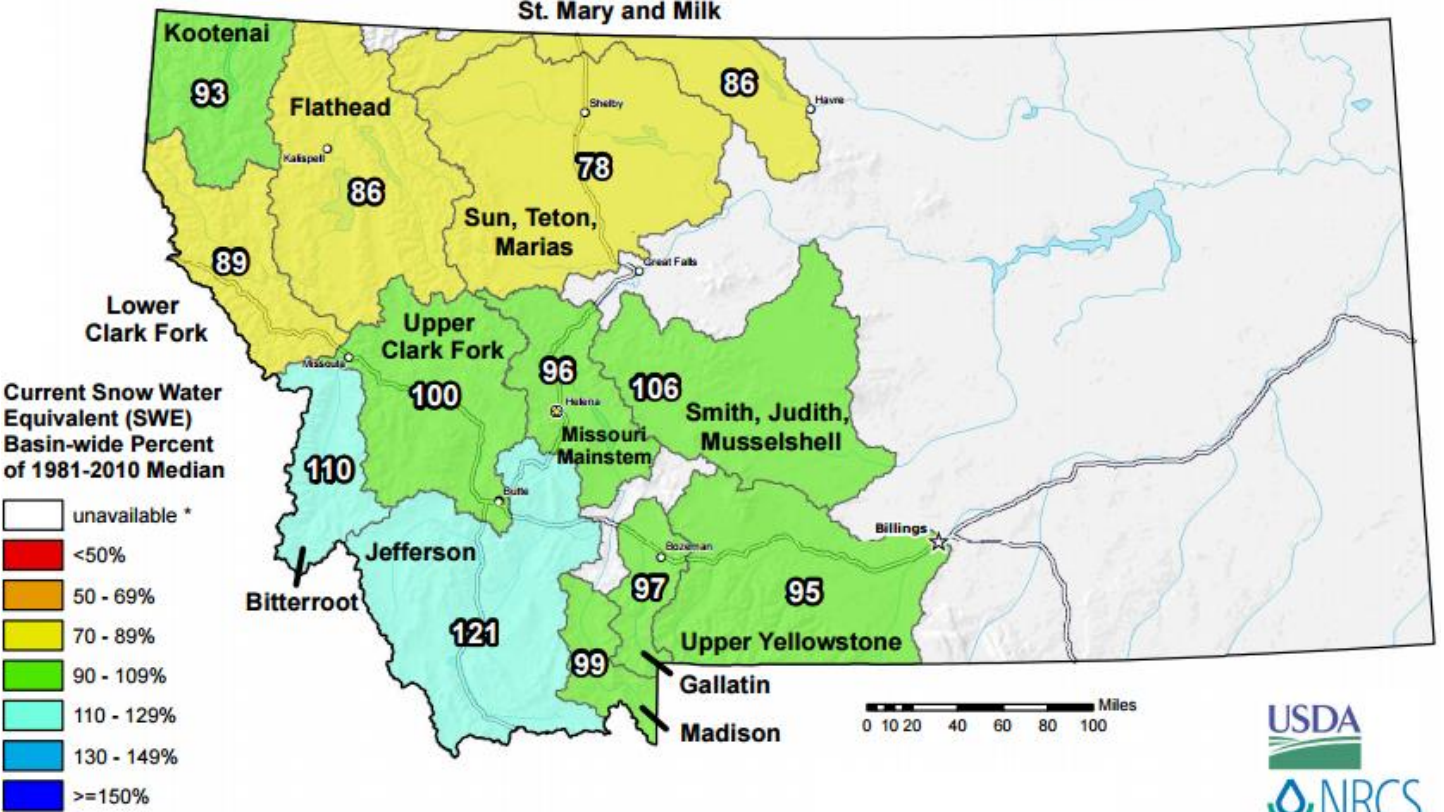 St. Mary and Milk
Kootenai
93
Flathead
Kalispell
86
Shelby
78
Sun, Teton,
Marias
86
Havre
89
Lower
Clark Fork
Great Falls
Missoula
Upper
Clark Fork
100
96
Helena
Missouri
Mainstem
106
Smith, Judith,
Musselshell
110
Bitterroot
Butte
Jefferson
121
Bozeman
97
99
95
Billings
Upper Yellowstone
Gallatin
Madison
Current Snow Water
Equivalent (SWE)
Basin-wide Percent
of 1981-2010 Median
unavailable *
<50%
50 - 69%
70 - 89%
90 - 109%
110 - 129%
130 - 149%
>=150%
Miles
0 10 20 40 60 80 100
USDA
NRCS